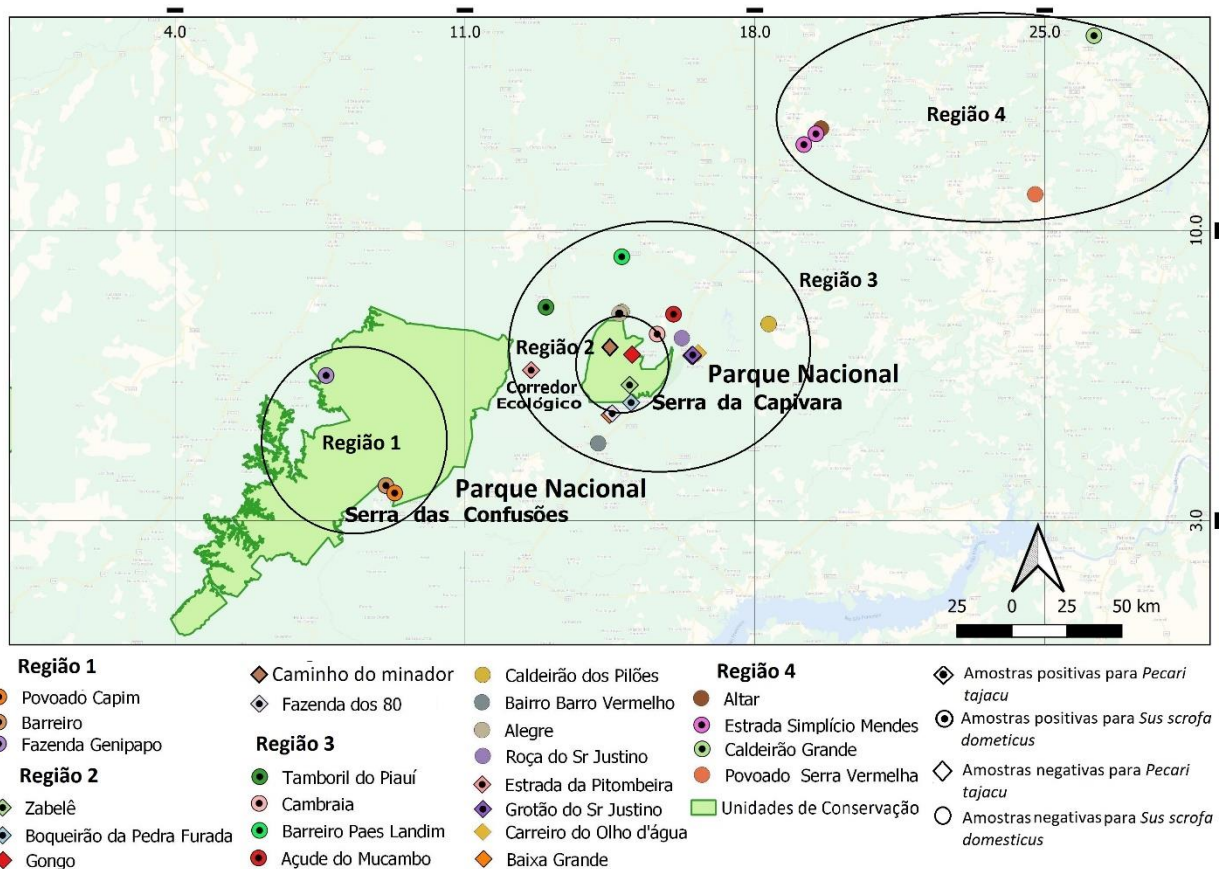 4.0
11.0
18.0
25.0
Região 4
10.0
Região 3
Região 2
Parque Nacional
Serra da Capivara
Corredor
Ecológico
Região 1
Parque Nacional
Serra das Confusões
3.0
25 0 25 50 km
Região 1
Povoado Capim
Barreiro
Fazenda Genipapo
Região 2
Zabelê
Boqueirão da Pedra Furada
Gongo
Caminho do minador
Fazenda dos 80
Região 3
Tamboril do Piauí
Cambraia
Barreiro Paes Landim
Açude do Mucambo
Caldeirão dos Pilões
Bairro Barro Vermelho
Alegre
Roça do Sr Justino
Estrada da Pitombeira
Grotão do Sr Justino
Carreiro do Olho d'água
Baixa Grande
Região 4
Altar
Estrada Simplício Mendes
Caldeirão Grande
Povoado Serra Vermelha
Unidades de Conservação
Amostras positivas para Pecari
tajacu
Amostras positivas para Sus scrofa
dometicus
Amostras negativas para Pecari
tajacu
Amostras negativas para Sus scrofa
domesticus